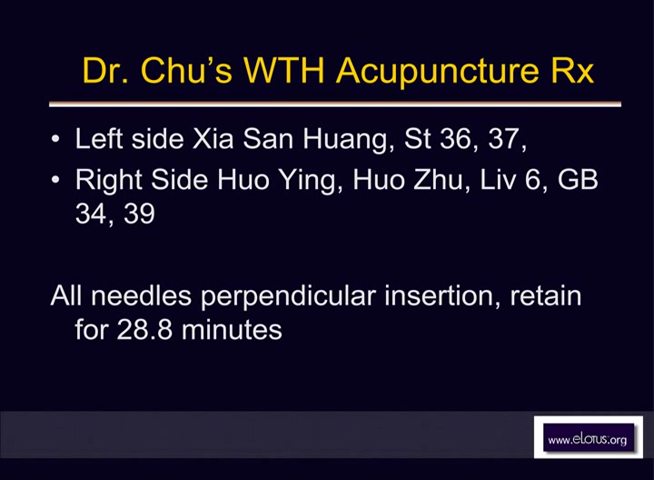 Dr. Chu's WTH Acupuncture Rx
• Left side Xia San Huang, St 36, 37,
• Right Side Huo Ying, Huo Zhu, Liv 6, GB
34, 39
All needles perpendicular insertion, retain
for 28.8 minutes
www.eLotus.org